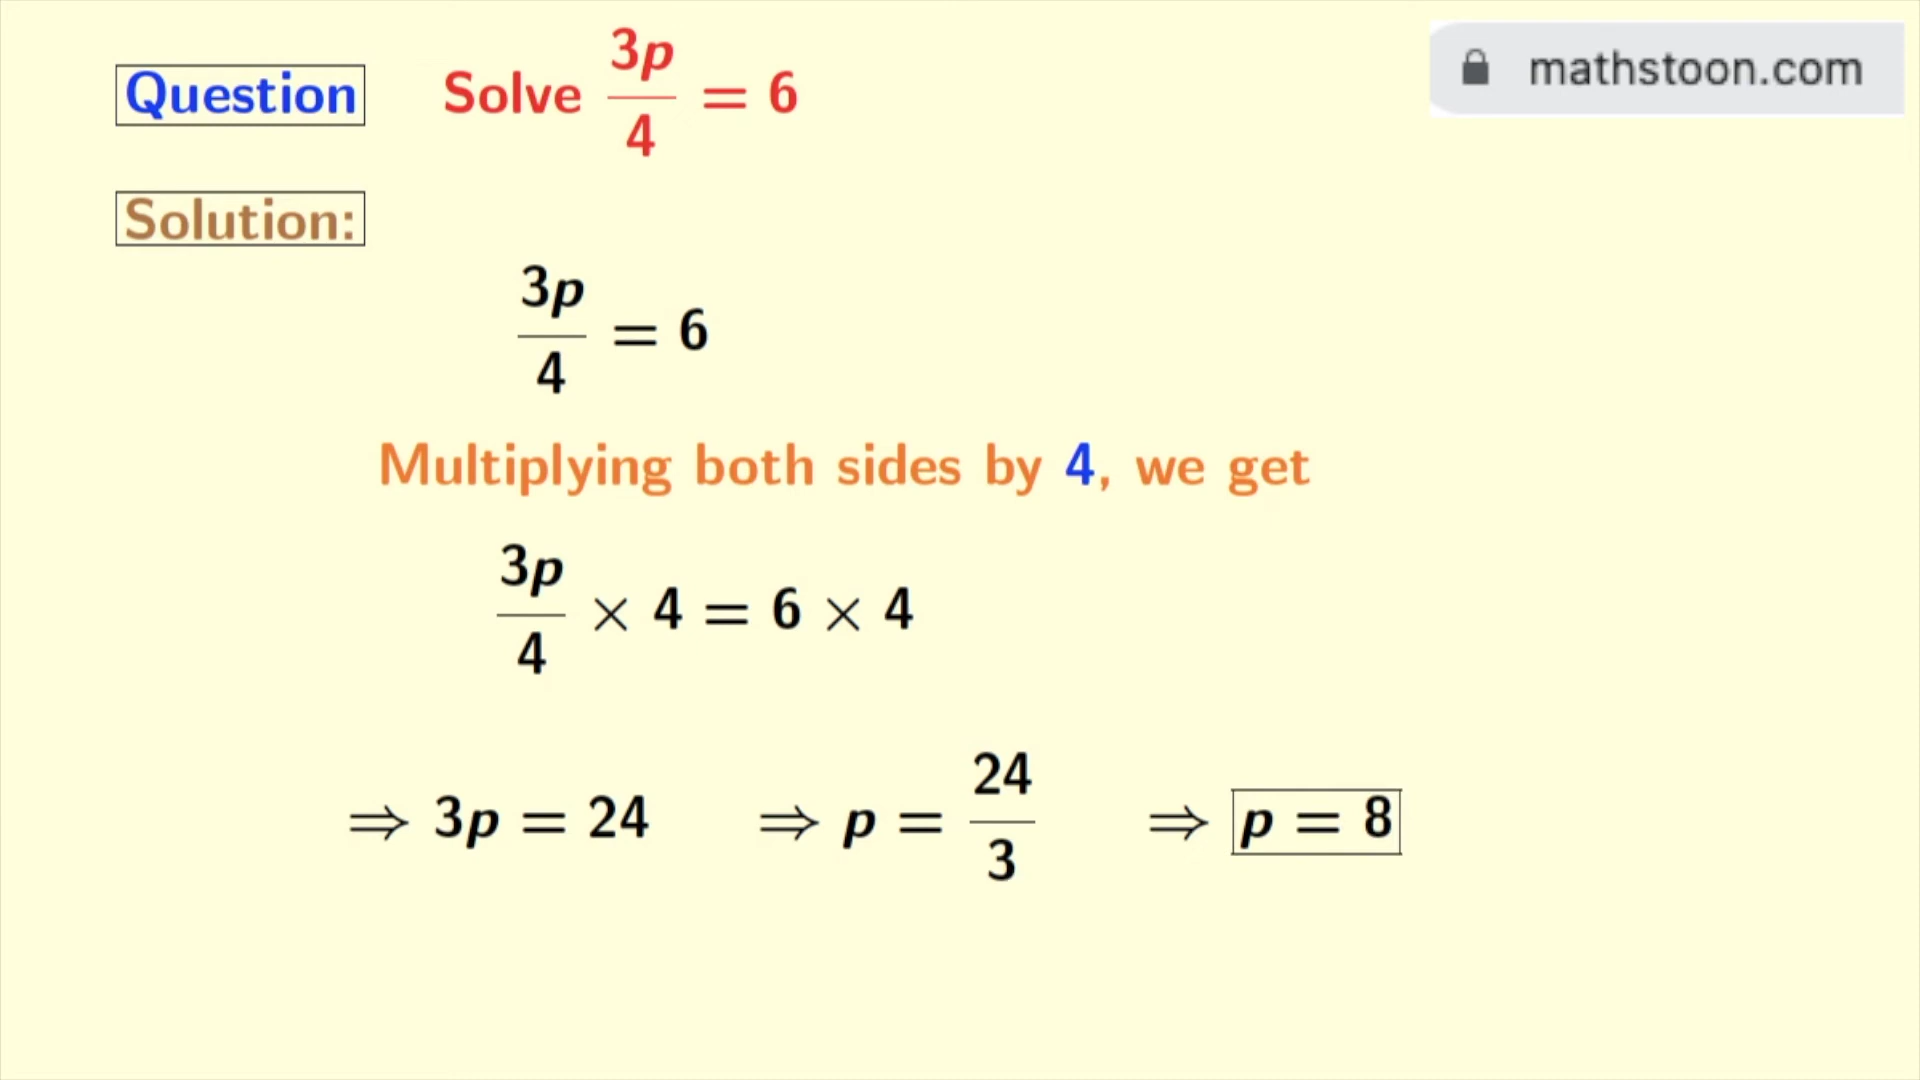 Question Solve 3p/4 = 6
mathstoon.com
Solution:
3p/4 = 6
Multiplying both sides by 4, we get
3p/4 × 4 = 6 × 4
⇒ 3p = 24 ⇒ p = 24/3 ⇒ p = 8